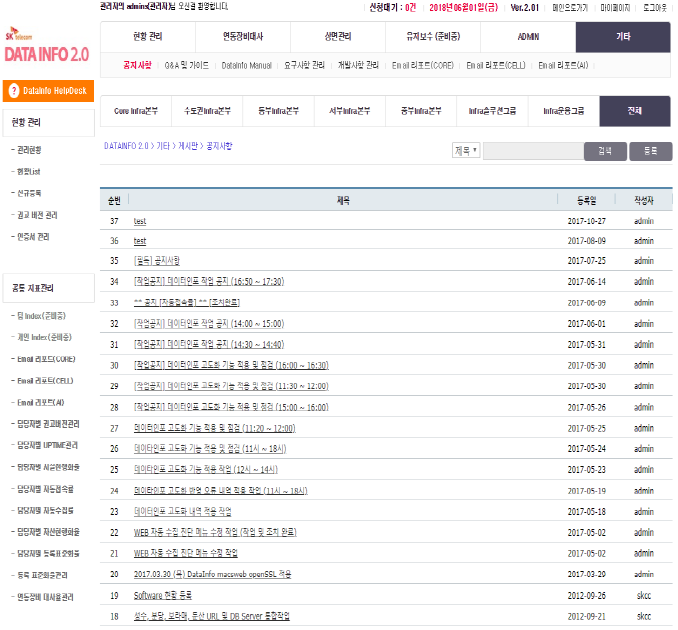 관리자의 admins(관리자)님 오신걸 환영합니다.
신청대기 : 0건 | 2018년06월01일(금) | Ver.2.01 | 메인으로가기 | 마이페이지 | 로그아웃
SK telecom
DATA INFO 2.0
현황 관리
연동장비대사
성면관리
유지보수 (준비중)
ADMIN
기타
공지사항 | Q&A 및 가이드 | DataInfo Manual | 요구사항 관리 | 개발사항 관리 | Email 리포트(CORE) | Email 리포트(CELL) | Email 리포트(AI)
? DataInfo HelpDesk
현황 관리
- 관리현황
- 현황List
- 신규등록
- 권고 버전 관리
- 인증서 관리
공통 지표관리
- 팀 Index(준비중)
- 개인 Index(준비중)
- Email 리포트(CORE)
- Email 리포트(CELL)
- Email 리포트(AI)
- 담당자별 권고버전관리
- 담당자별 UPTIME관리
- 담당자별 시설현행화율
- 담당자별 자동접속률
- 담당자별 자동수집률
- 담당자별 자산현행화율
- 담당자별 등록표준화율
- 등록 표준화율관리
- 연동장비 대사율관리
Core Infra본부
수도권Infra본부
동부Infra본부
서부Infra본부
중부Infra본부
Infra솔루션그룹
Infra운용그룹
전체
DATAINFO 2.0 > 기타 > 게시판 > 공지사항
제목
검색
등록
순번 제목 등록일 작성자
37 test 2017-10-27 admin
36 test 2017-08-09 admin
35 [필독] 공지사항 2017-07-25 admin
34 [작업공지] 데이터인포 작업 공지 (16:50 ~ 17:30) 2017-06-14 admin
33 ** 공지 [자동접속률] ** [조치완료] 2017-06-09 admin
32 [작업공지] 데이터인포 작업 공지 (14:00 ~ 15:00) 2017-06-01 admin
31 [작업공지] 데이터인포 작업 공지 (14:30 ~ 14:40) 2017-05-31 admin
30 [작업공지] 데이터인포 고도화 기능 적용 및 점검 (16:00 ~ 16:30) 2017-05-30 admin
29 [작업공지] 데이터인포 고도화 기능 적용 및 점검 (11:30 ~ 12:00) 2017-05-30 admin
28 [작업공지] 데이터인포 고도화 기능 적용 및 점검 (15:00 ~ 16:00) 2017-05-26 admin
27 데이터인포 고도화 기능 적용 및 점검 (11:20 ~ 12:00) 2017-05-25 admin
26 데이터인포 고도화 기능 적용 및 점검 (11시 ~ 18시) 2017-05-24 admin
25 데이터인포 고도화 기능 적용 작업 (12시 ~ 14시) 2017-05-23 admin
24 데이터인포 고도화 반영 오류 내역 적용 작업 (11시 ~ 18시) 2017-05-19 admin
23 데이터인포 고도화 내역 적용 작업 2017-05-18 admin
22 WEB 자동 수집 진단 메뉴 수정 작업 (작업 및 조치 완료) 2017-05-02 admin
21 WEB 자동 수집 진단 메뉴 수정 작업 2017-05-02 admin
20 2017.03.30 (목) DataInfo macsweb openSSL 적용 2017-03-29 admin
19 Software 현황 등록 2012-09-26 skcc
18 성수, 분당, 보라매, 둔산 URL 및 DB Server 통합작업 2012-09-21 skcc